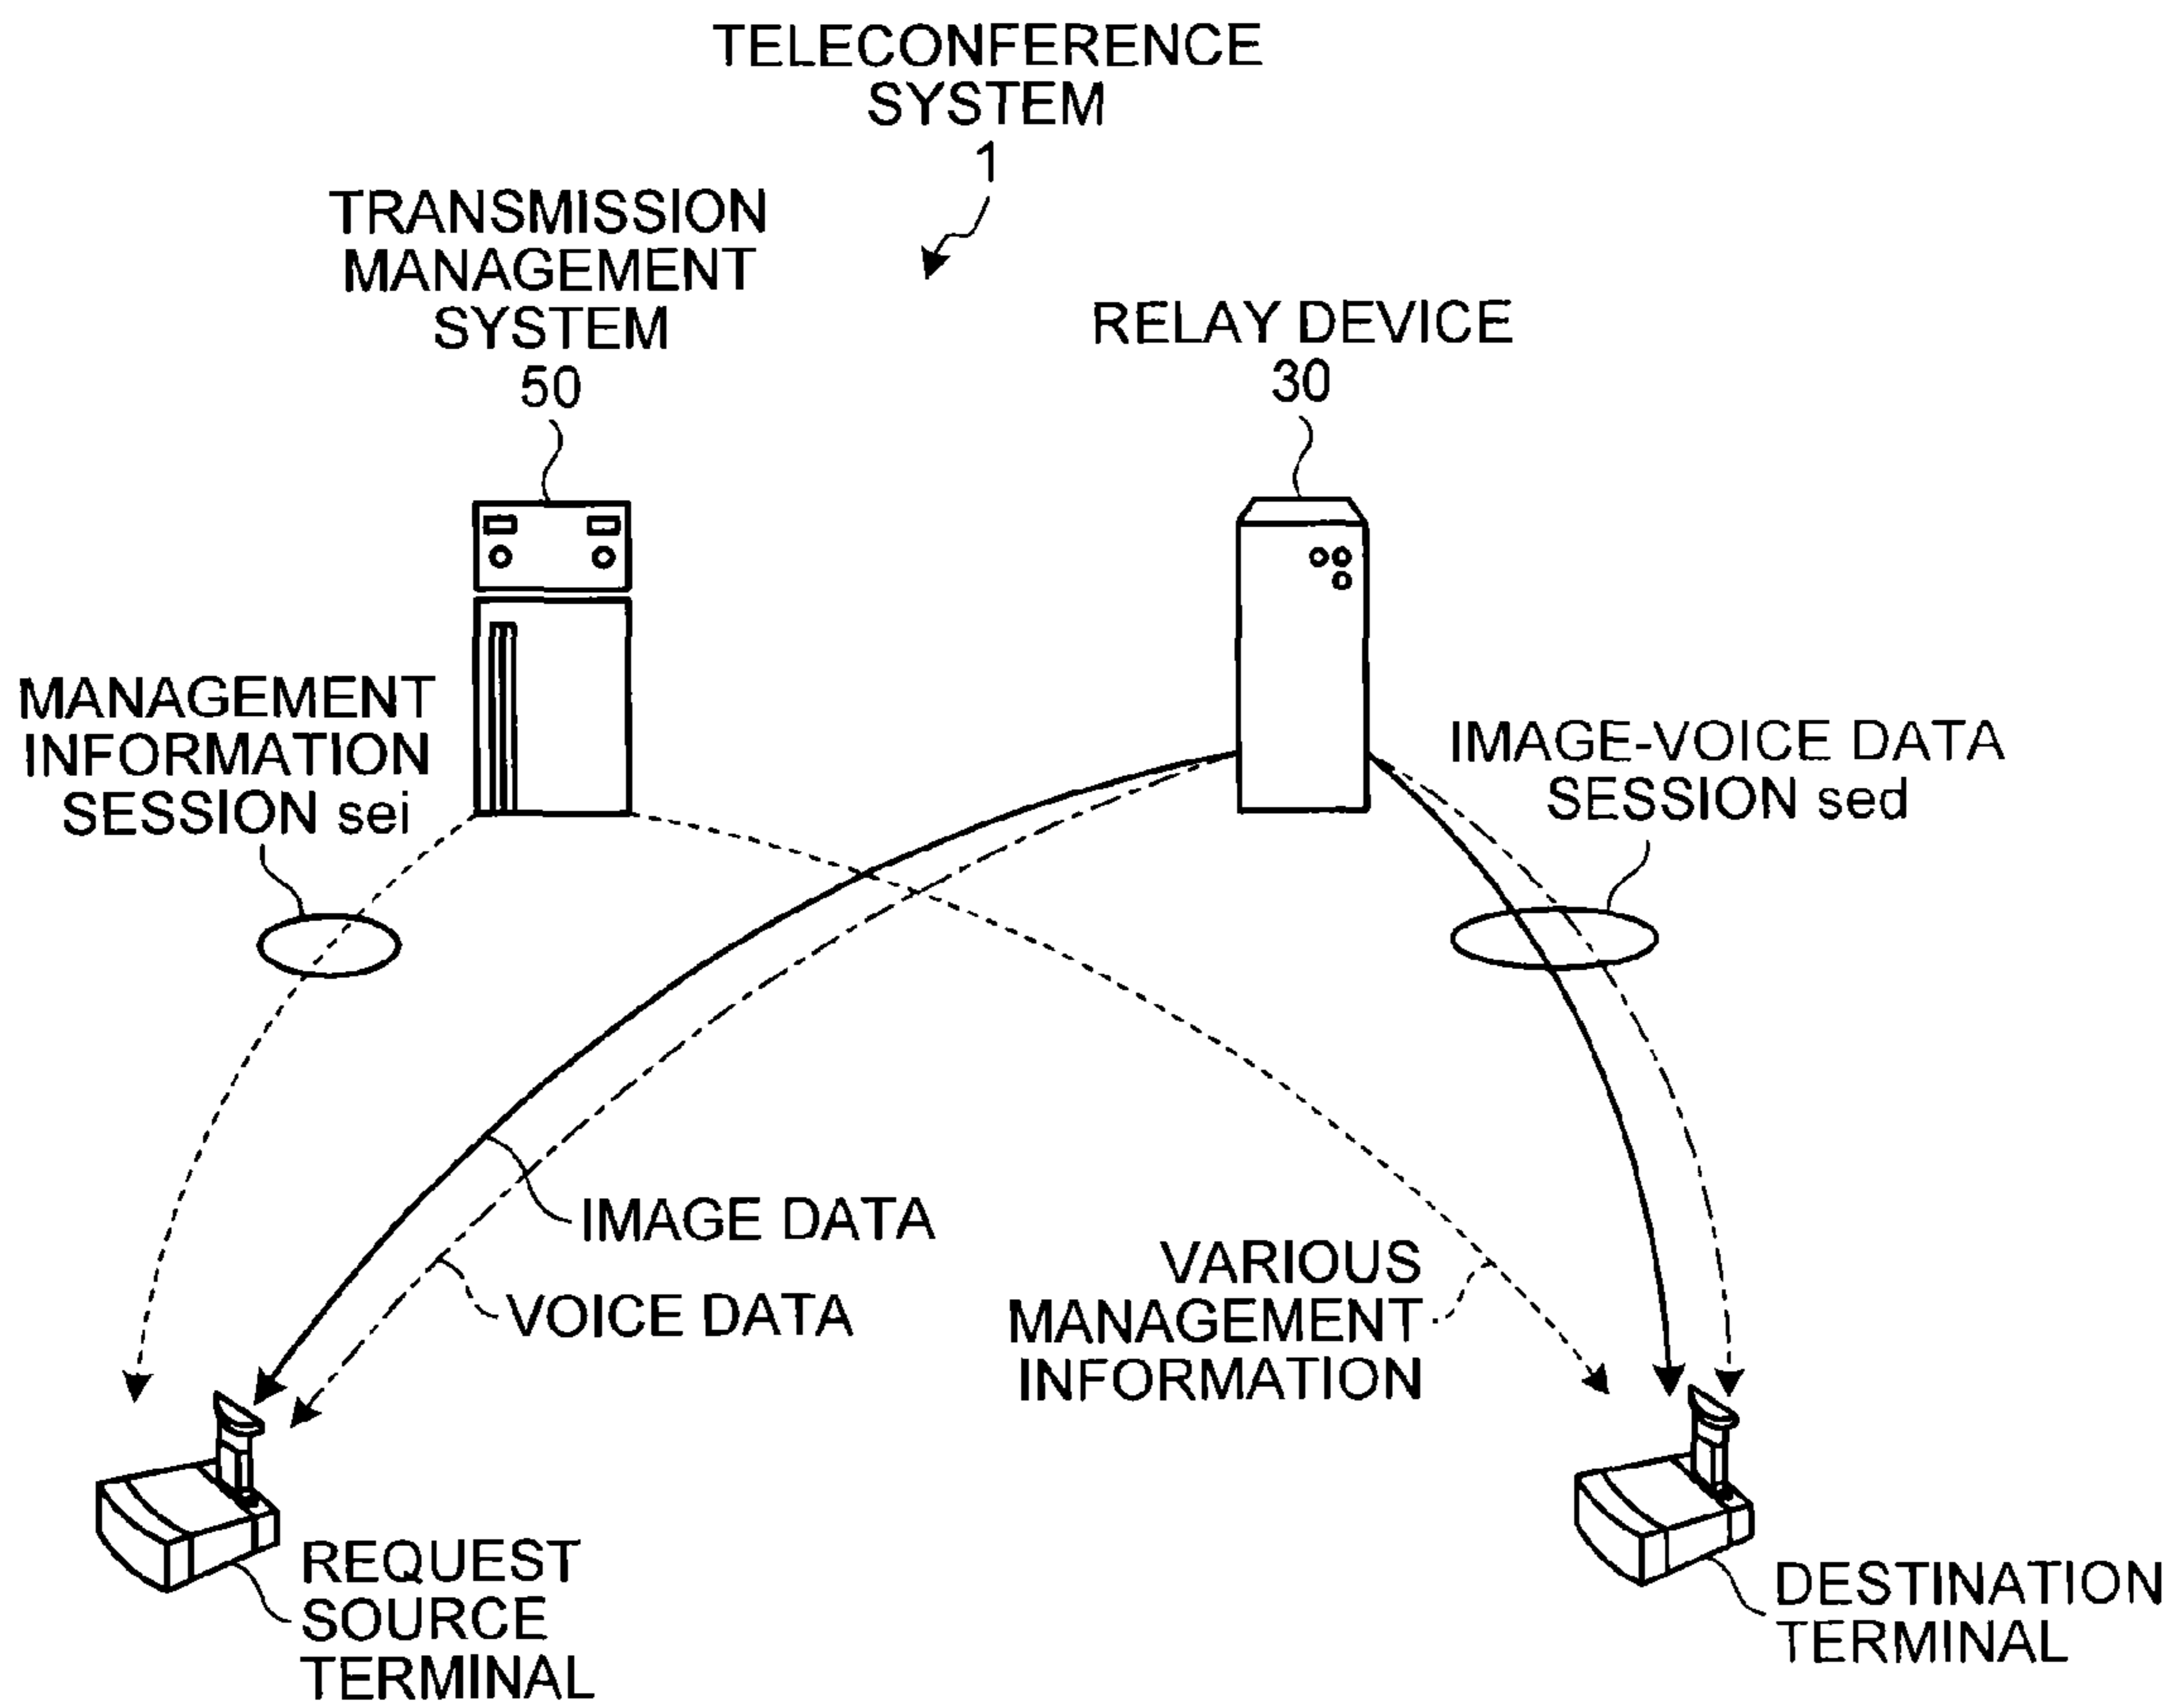 TELECONFERENCE
SYSTEM
1
TRANSMISSION
MANAGEMENT
SYSTEM
50
RELAY DEVICE
30
MANAGEMENT
INFORMATION
SESSION sei
IMAGE-VOICE DATA
SESSION sed
IMAGE DATA
VOICE DATA
VARIOUS
MANAGEMENT
INFORMATION
REQUEST
SOURCE
TERMINAL
DESTINATION
TERMINAL